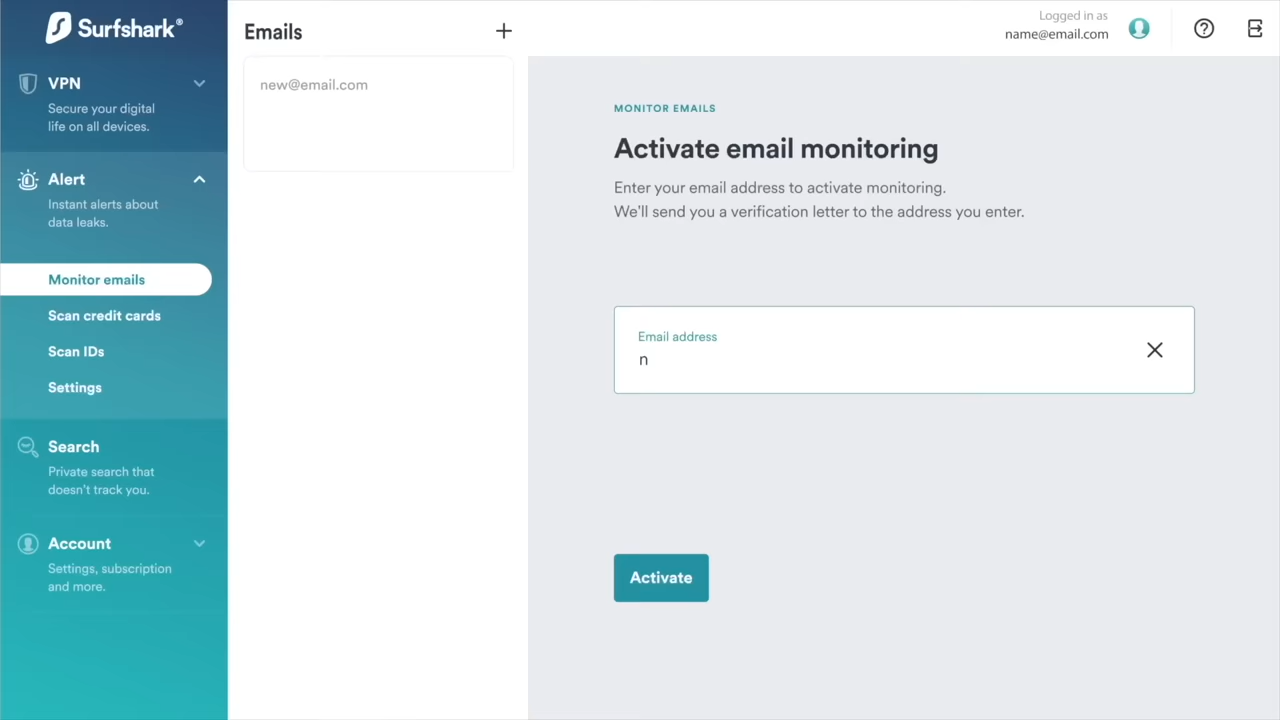 Surfshark®
VPN
Secure your digital
life on all devices.
Alert
Instant alerts about
data leaks.
Monitor emails
Scan credit cards
Scan IDs
Settings
Search
Private search that
doesn't track you.
Account
Settings, subscription
and more.
Emails
new@email.com
Logged in as
name@email.com
MONITOR EMAILS
Activate email monitoring
Enter your email address to activate monitoring.
We'll send you a verification letter to the address you enter.
Email address
n
Activate